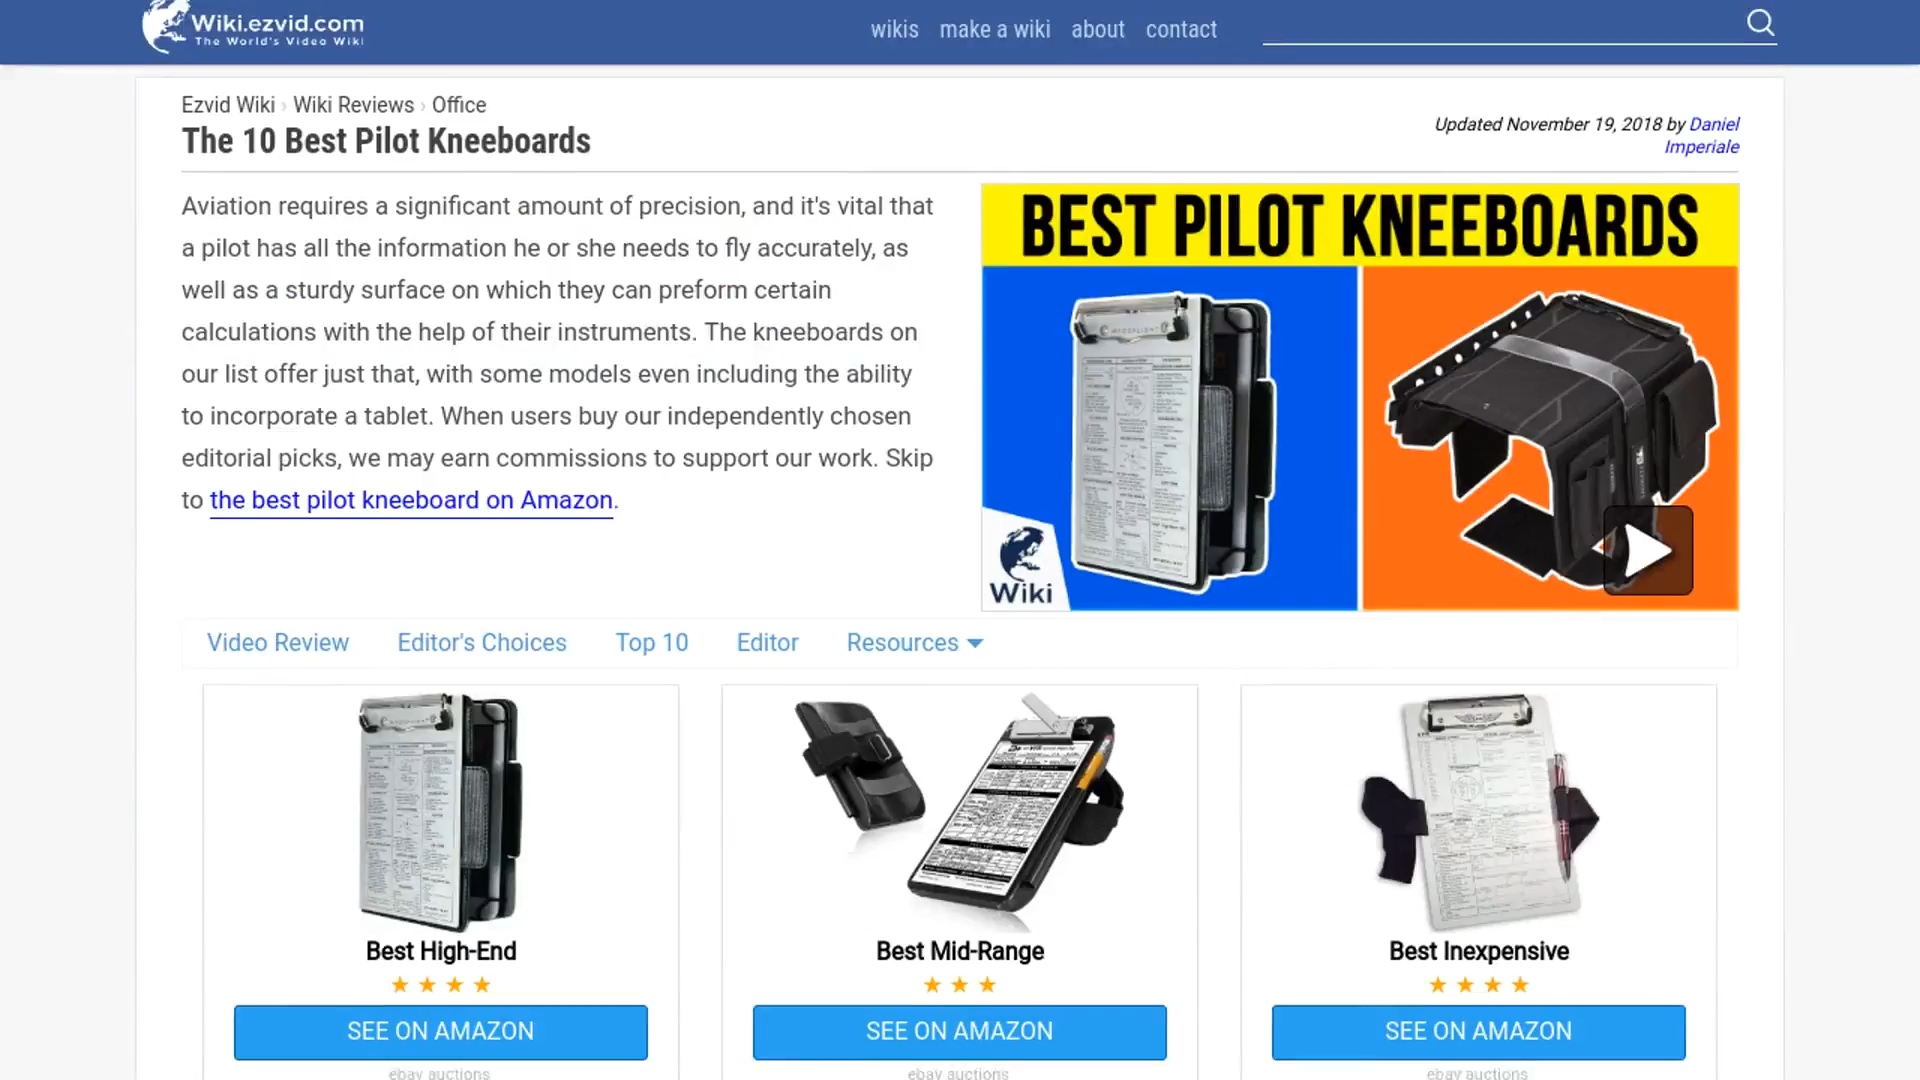 Wiki.ezvid.com
The World's Video Wiki
wikis make a wiki about contact
Ezvid Wiki › Wiki Reviews › Office
The 10 Best Pilot Kneeboards
Updated November 19, 2018 by Daniel
Imperiale
Aviation requires a significant amount of precision, and it's vital that
a pilot has all the information he or she needs to fly accurately, as
well as a sturdy surface on which they can preform certain
calculations with the help of their instruments. The kneeboards on
our list offer just that, with some models even including the ability
to incorporate a tablet. When users buy our independently chosen
editorial picks, we may earn commissions to support our work. Skip
to the best pilot kneeboard on Amazon.
BEST PILOT KNEEBOARDS
Wiki
Video Review Editor's Choices Top 10 Editor Resources
Best High-End
SEE ON AMAZON
ebay auctions
Best Mid-Range
SEE ON AMAZON
ebay auctions
Best Inexpensive
SEE ON AMAZON
ebay auctions